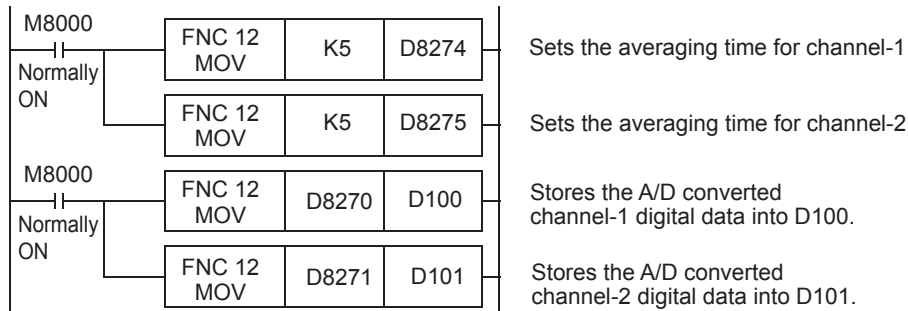 M8000
Normally
ON
FNC 12
MOV
K5
D8274
Sets the averaging time for channel-1
FNC 12
MOV
K5
D8275
Sets the averaging time for channel-2
M8000
Normally
ON
FNC 12
MOV
D8270
D100
Stores the A/D converted
channel-1 digital data into D100.
FNC 12
MOV
D8271
D101
Stores the A/D converted
channel-2 digital data into D101.